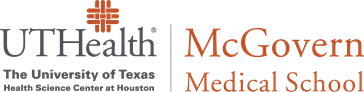 UTHealth®
The University of Texas
Health Science Center at Houston
McGovern
Medical School